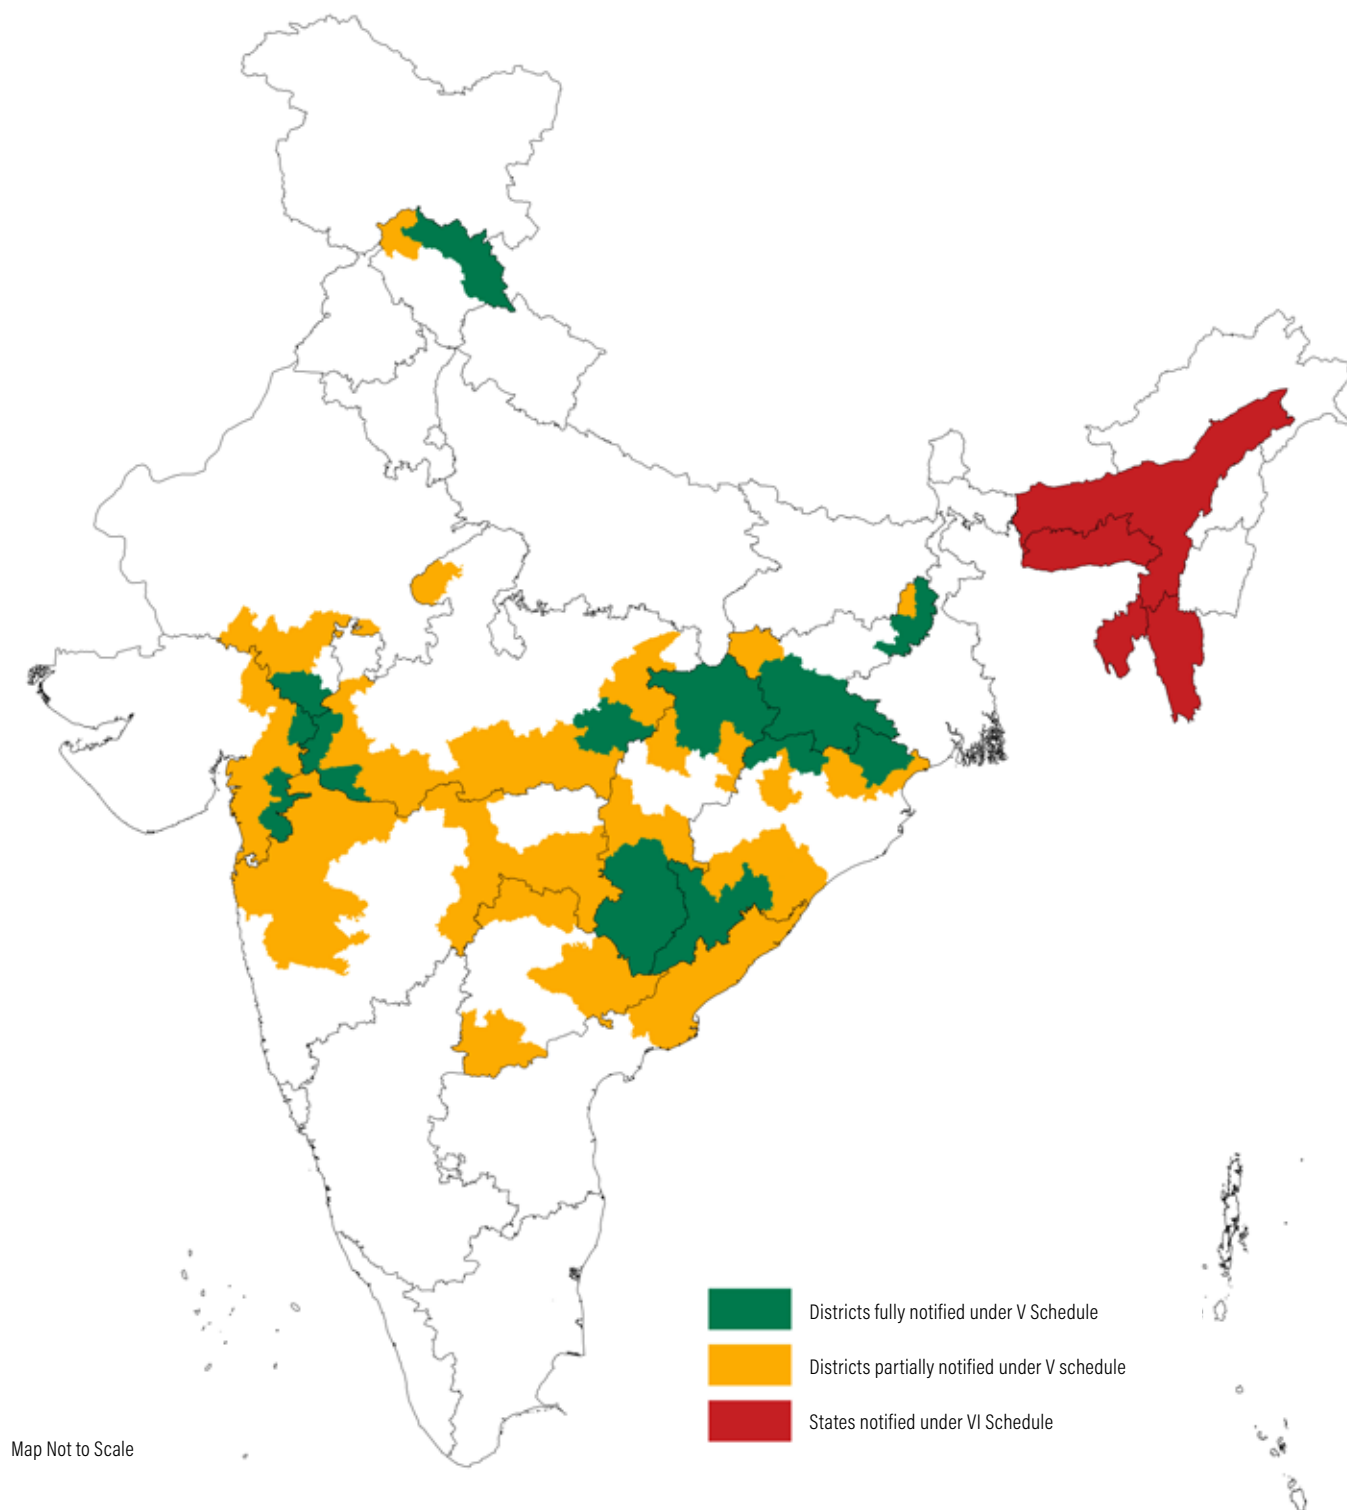 Districts fully notified under V Schedule
Districts partially notified under V schedule
States notified under VI Schedule
Map Not to Scale